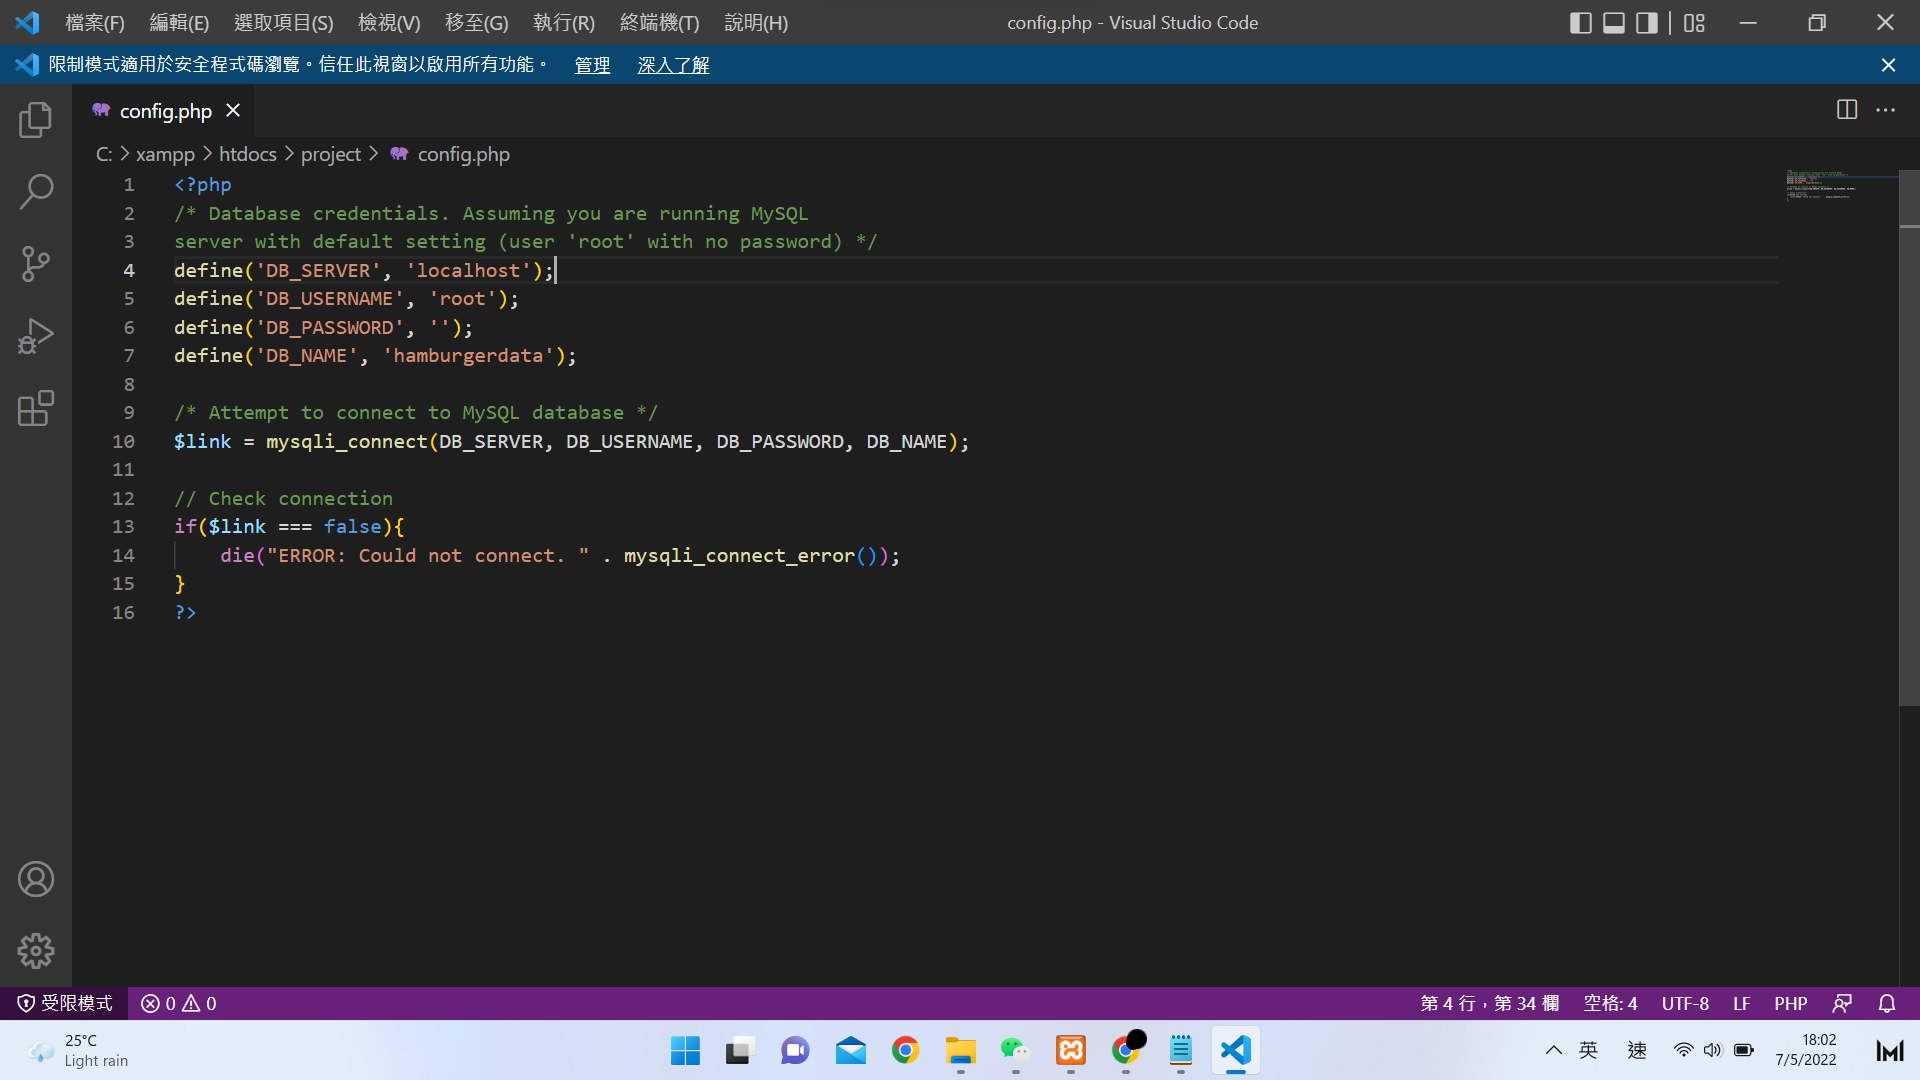 檔案(F) 編輯(E) 選取項目(S) 檢視(V) 移至(G) 執行(R) 終端機(T) 說明(H) config.php - Visual Studio Code
限制模式適用於安全程式碼瀏覽。信任此視窗以啟用所有功能。 管理 深入了解
config.php
C: > xampp > htdocs > project > config.php
1 <?php
2 /* Database credentials. Assuming you are running MySQL
3 server with default setting (user 'root' with no password) */
4 define('DB_SERVER', 'localhost');
5 define('DB_USERNAME', 'root');
6 define('DB_PASSWORD', '');
7 define('DB_NAME', 'hamburgerdata');
8
9 /* Attempt to connect to MySQL database */
10 $link = mysqli_connect(DB_SERVER, DB_USERNAME, DB_PASSWORD, DB_NAME);
11
12 // Check connection
13 if($link === false){
14     die("ERROR: Could not connect. " . mysqli_connect_error());
15 }
16 ?>
受限模式 0 0 第 4 行，第 34 欄 空格: 4 UTF-8 LF PHP
25°C
Light rain
英 速
18:02
7/5/2022